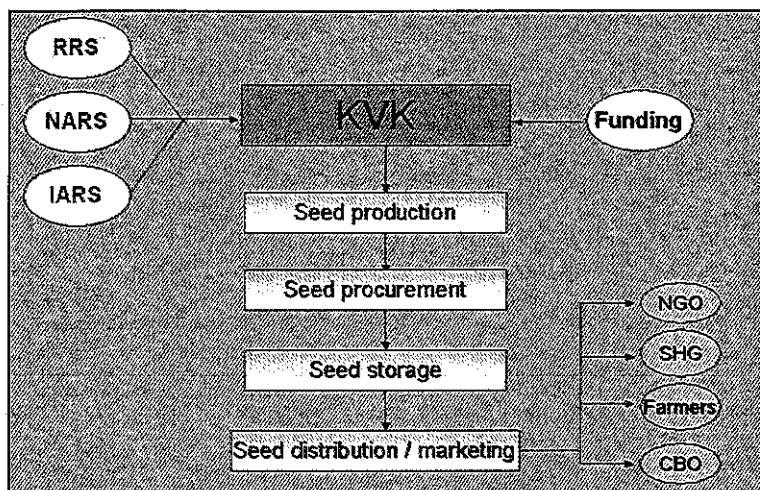 RRS
NARS
IARS
KVK
Funding
Seed production
Seed procurement
Seed storage
Seed distribution / marketing
NGO
SHG
Farmers
CBO